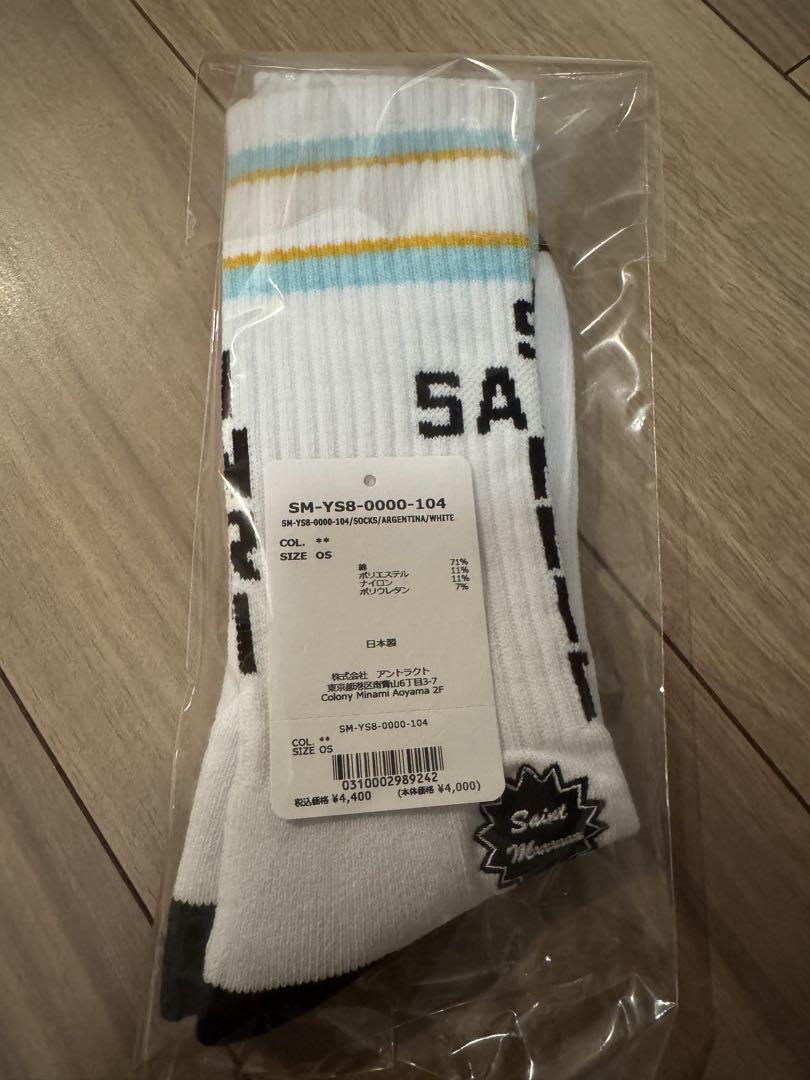 SA
SM-YS8-0000-104
SM-YS8-0000-104/SOCKS/ARGENTINA/WHITE
COL. **
SIZE OS
綿 71%
ポリエステル 11%
ナイロン 11%
ポリウレタン 7%
日本製
株式会社 アントラクト
東京都港区南青山6丁目3-7
Colony Minami Aoyama 2F
SM-YS8-0000-104
COL. **
SIZE OS
0310002989242
税込価格 ¥4,400 (本体価格 ¥4,000)
Saint